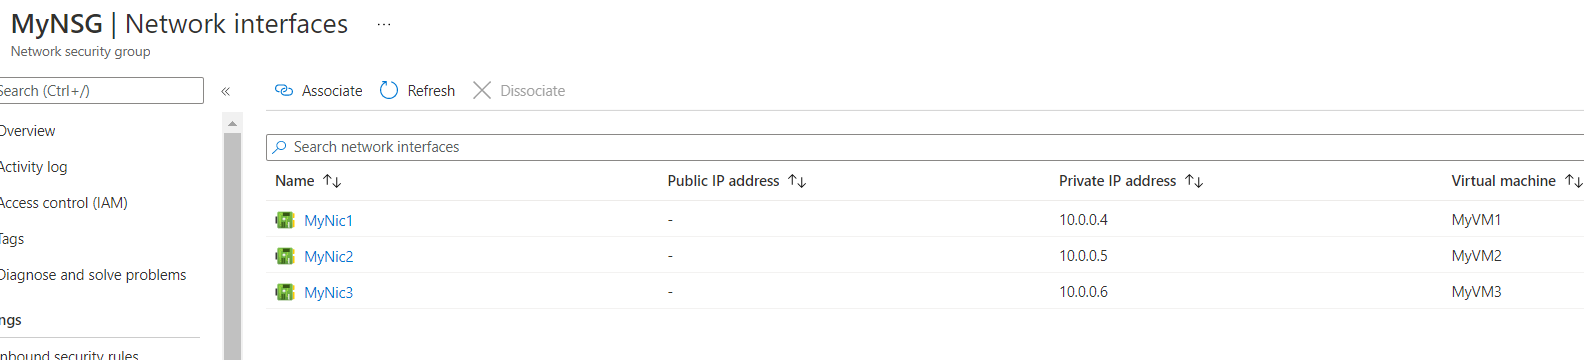 MyNSG | Network interfaces ...
Network security group
Search (Ctrl+/)
«
Associate Refresh Dissociate
Overview
Activity log
Access control (IAM)
Tags
Diagnose and solve problems
ngs
nbound security rules
Search network interfaces
Name Public IP address Private IP address Virtual machine
MyNic1 - 10.0.0.4 MyVM1
MyNic2 - 10.0.0.5 MyVM2
MyNic3 - 10.0.0.6 MyVM3